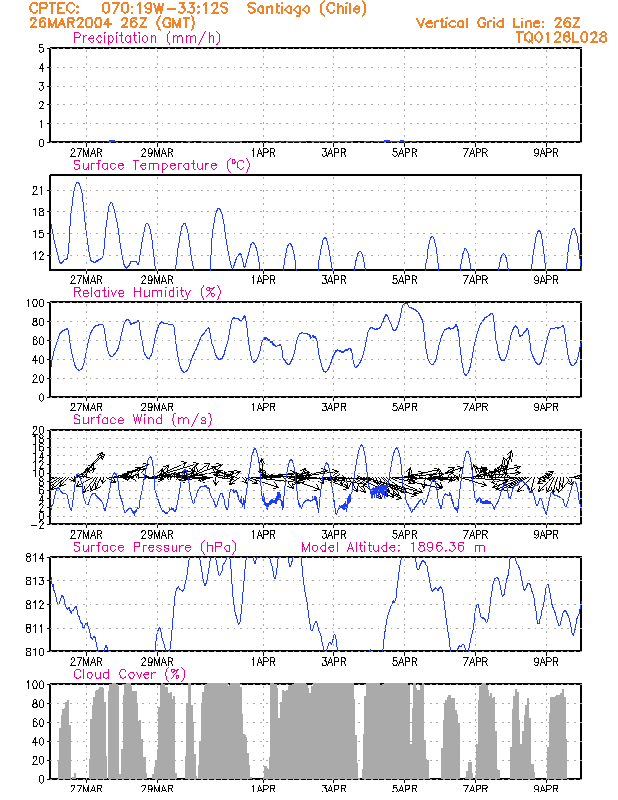 CPTEC: 070:19W-33:12S Santiago (Chile)
26MAR2004 26Z (GMT) Vertical Grid Line: 26Z
Precipitation (mm/h) TQ0126L028
5
4
3
2
1
0
27MAR 29MAR 1APR 3APR 5APR 7APR 9APR
Surface Temperature (°C)
21
18
15
12
27MAR 29MAR 1APR 3APR 5APR 7APR 9APR
Relative Humidity (%)
100
80
60
40
20
0
27MAR 29MAR 1APR 3APR 5APR 7APR 9APR
Surface Wind (m/s)
20
18
16
14
12
10
8
6
4
2
0
-2
27MAR 29MAR 1APR 3APR 5APR 7APR 9APR
Surface Pressure (hPa) Model Altitude: 1896.36 m
814
813
812
811
810
27MAR 29MAR 1APR 3APR 5APR 7APR 9APR
Cloud Cover (%)
100
80
60
40
20
0
27MAR 29MAR 1APR 3APR 5APR 7APR 9APR